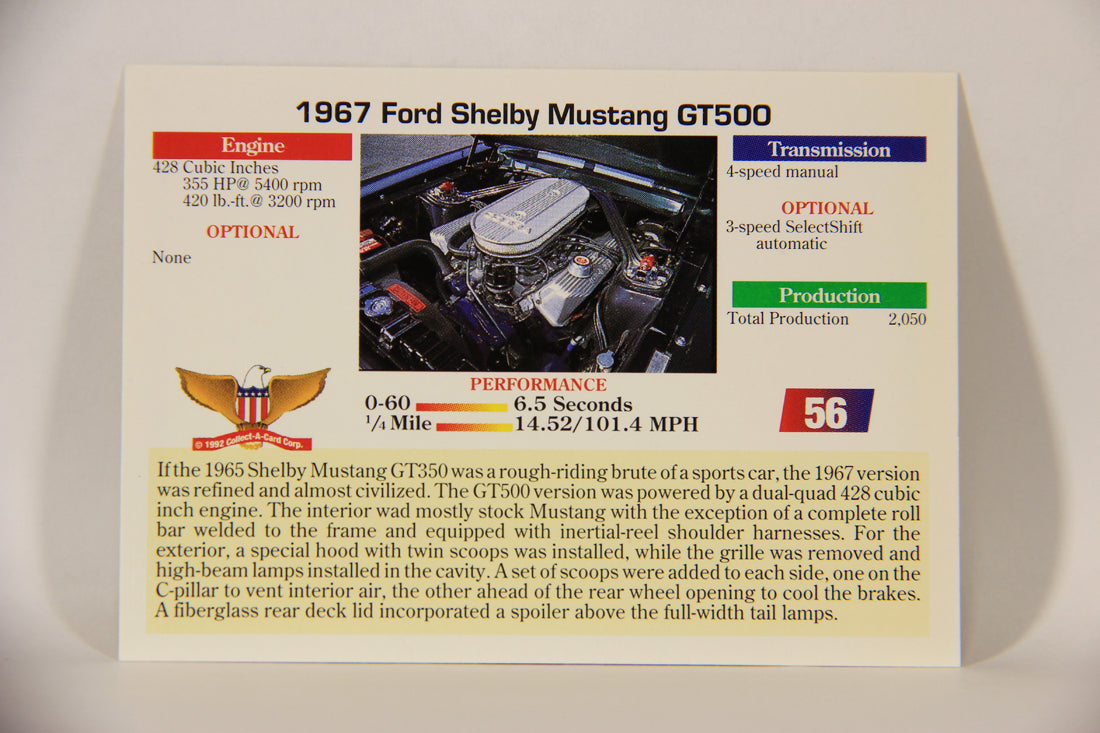 1967 Ford Shelby Mustang GT500
Engine
428 Cubic Inches
355 HP@ 5400 rpm
420 lb.-ft.@ 3200 rpm
OPTIONAL
None
Transmission
4-speed manual
OPTIONAL
3-speed SelectShift
automatic
Production
Total Production 2,050
PERFORMANCE
0-60 6.5 Seconds
1/4 Mile 14.52/101.4 MPH
56
© 1992 Collect-A-Card Corp.
If the 1965 Shelby Mustang GT350 was a rough-riding brute of a sports car, the 1967 version
was refined and almost civilized. The GT500 version was powered by a dual-quad 428 cubic
inch engine. The interior wad mostly stock Mustang with the exception of a complete roll
bar welded to the frame and equipped with inertial-reel shoulder harnesses. For the
exterior, a special hood with twin scoops was installed, while the grille was removed and
high-beam lamps installed in the cavity. A set of scoops were added to each side, one on the
C-pillar to vent interior air, the other ahead of the rear wheel opening to cool the brakes.
A fiberglass rear deck lid incorporated a spoiler above the full-width tail lamps.